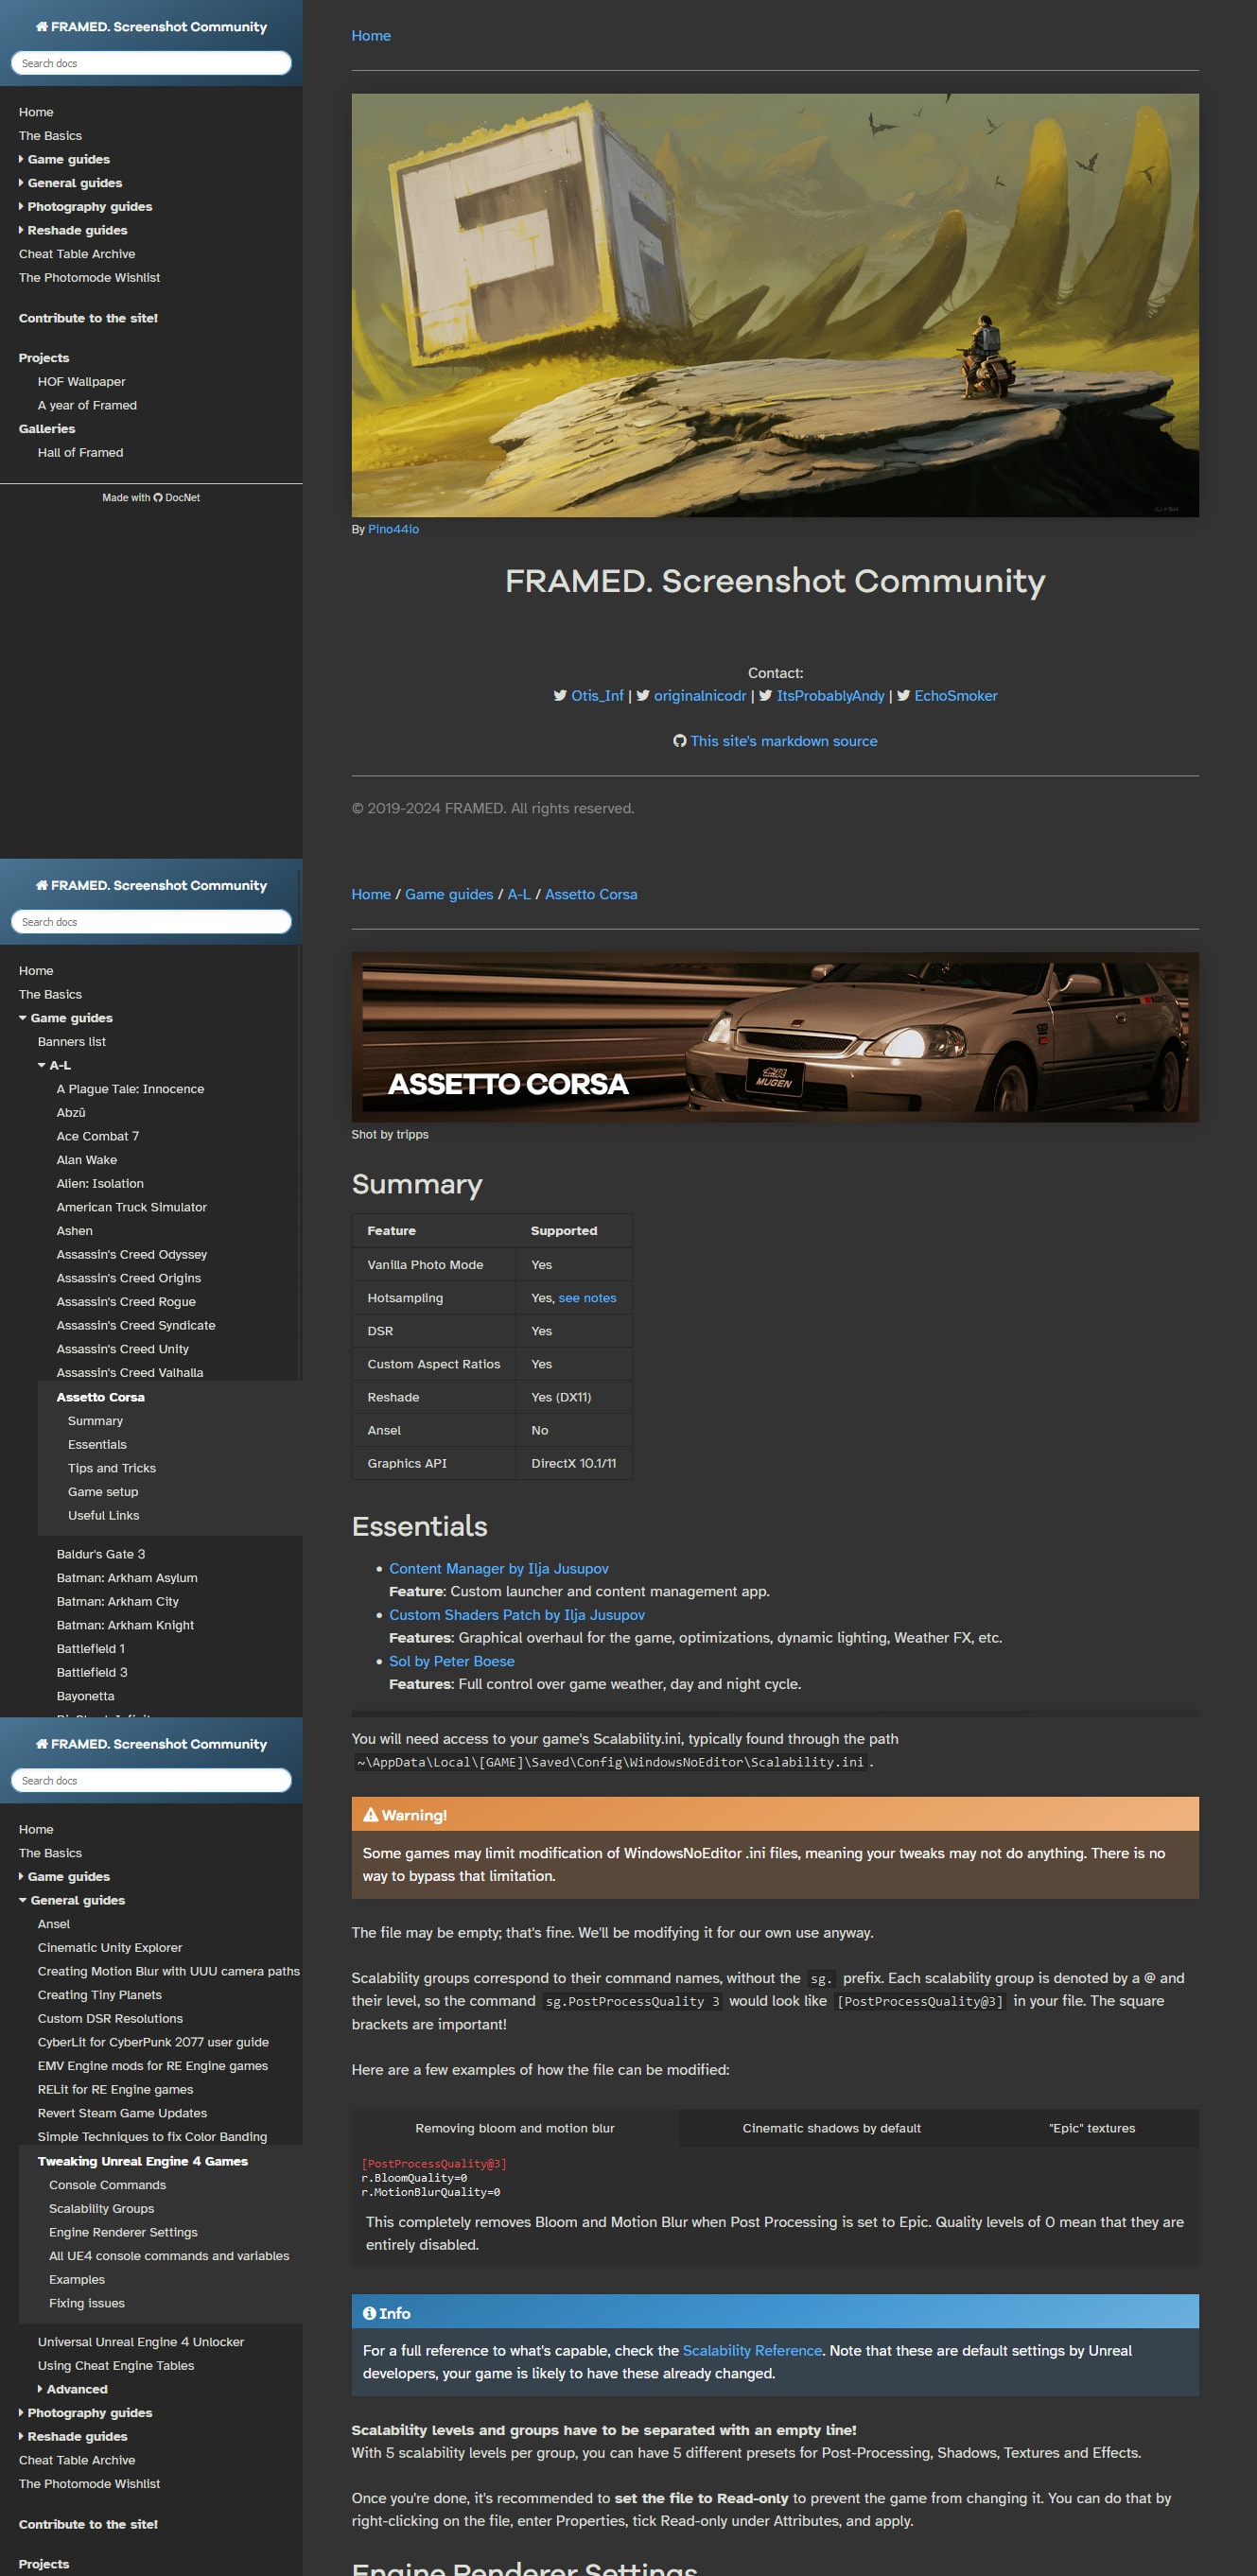 FRAMED. Screenshot Community
Search docs
Home
The Basics
Game guides
General guides
Photography guides
Reshade guides
Cheat Table Archive
The Photomode Wishlist
Contribute to the site!
Projects
HOF Wallpaper
A year of Framed
Galleries
Hall of Framed
Made with DocNet
Home
By Pino44io
FRAMED. Screenshot Community
Contact:
Otis_Inf | originalnicodr | ItsProbablyAndy | EchoSmoker
This site's markdown source
© 2019-2024 FRAMED. All rights reserved.
FRAMED. Screenshot Community
Search docs
Home
The Basics
Game guides
Banners list
A-L
A Plague Tale: Innocence
Abzû
Ace Combat 7
Alan Wake
Alien: Isolation
American Truck Simulator
Ashen
Assassin's Creed Odyssey
Assassin's Creed Origins
Assassin's Creed Rogue
Assassin's Creed Syndicate
Assassin's Creed Unity
Assassin's Creed Valhalla
Assetto Corsa
Summary
Essentials
Tips and Tricks
Game setup
Useful Links
Baldur's Gate 3
Batman: Arkham Asylum
Batman: Arkham City
Batman: Arkham Knight
Battlefield 1
Battlefield 3
Bayonetta
Home / Game guides / A-L / Assetto Corsa
ASSETTO CORSA
MUGEN
Shot by tripps
Summary
Feature Supported
Vanilla Photo Mode Yes
Hotsampling Yes, see notes
DSR Yes
Custom Aspect Ratios Yes
Reshade Yes (DX11)
Ansel No
Graphics API DirectX 10.1/11
Essentials
Content Manager by Ilja Jusupov
Feature: Custom launcher and content management app.
Custom Shaders Patch by Ilja Jusupov
Features: Graphical overhaul for the game, optimizations, dynamic lighting, Weather FX, etc.
Sol by Peter Boese
Features: Full control over game weather, day and night cycle.
FRAMED. Screenshot Community
Search docs
Home
The Basics
Game guides
General guides
Ansel
Cinematic Unity Explorer
Creating Motion Blur with UUU camera paths
Creating Tiny Planets
Custom DSR Resolutions
CyberLit for CyberPunk 2077 user guide
EMV Engine mods for RE Engine games
RELit for RE Engine games
Revert Steam Game Updates
Simple Techniques to fix Color Banding
Tweaking Unreal Engine 4 Games
Console Commands
Scalability Groups
Engine Renderer Settings
All UE4 console commands and variables
Examples
Fixing issues
Universal Unreal Engine 4 Unlocker
Using Cheat Engine Tables
Advanced
Photography guides
Reshade guides
Cheat Table Archive
The Photomode Wishlist
Contribute to the site!
Projects
You will need access to your game's Scalability.ini, typically found through the path
~\AppData\Local\[GAME]\Saved\Config\WindowsNoEditor\Scalability.ini.
Warning!
Some games may limit modification of WindowsNoEditor .ini files, meaning your tweaks may not do anything. There is no
way to bypass that limitation.
The file may be empty; that's fine. We'll be modifying it for our own use anyway.
Scalability groups correspond to their command names, without the sg. prefix. Each scalability group is denoted by a @ and
their level, so the command sg.PostProcessQuality 3 would look like [PostProcessQuality@3] in your file. The square
brackets are important!
Here are a few examples of how the file can be modified:
Removing bloom and motion blur Cinematic shadows by default "Epic" textures
[PostProcessQuality@3]
r.BloomQuality=0
r.MotionBlurQuality=0
This completely removes Bloom and Motion Blur when Post Processing is set to Epic. Quality levels of 0 mean that they are
entirely disabled.
Info
For a full reference to what's capable, check the Scalability Reference. Note that these are default settings by Unreal
developers, your game is likely to have these already changed.
Scalability levels and groups have to be separated with an empty line!
With 5 scalability levels per group, you can have 5 different presets for Post-Processing, Shadows, Textures and Effects.
Once you're done, it's recommended to set the file to Read-only to prevent the game from changing it. You can do that by
right-clicking on the file, enter Properties, tick Read-only under Attributes, and apply.
Engine Renderer Settings